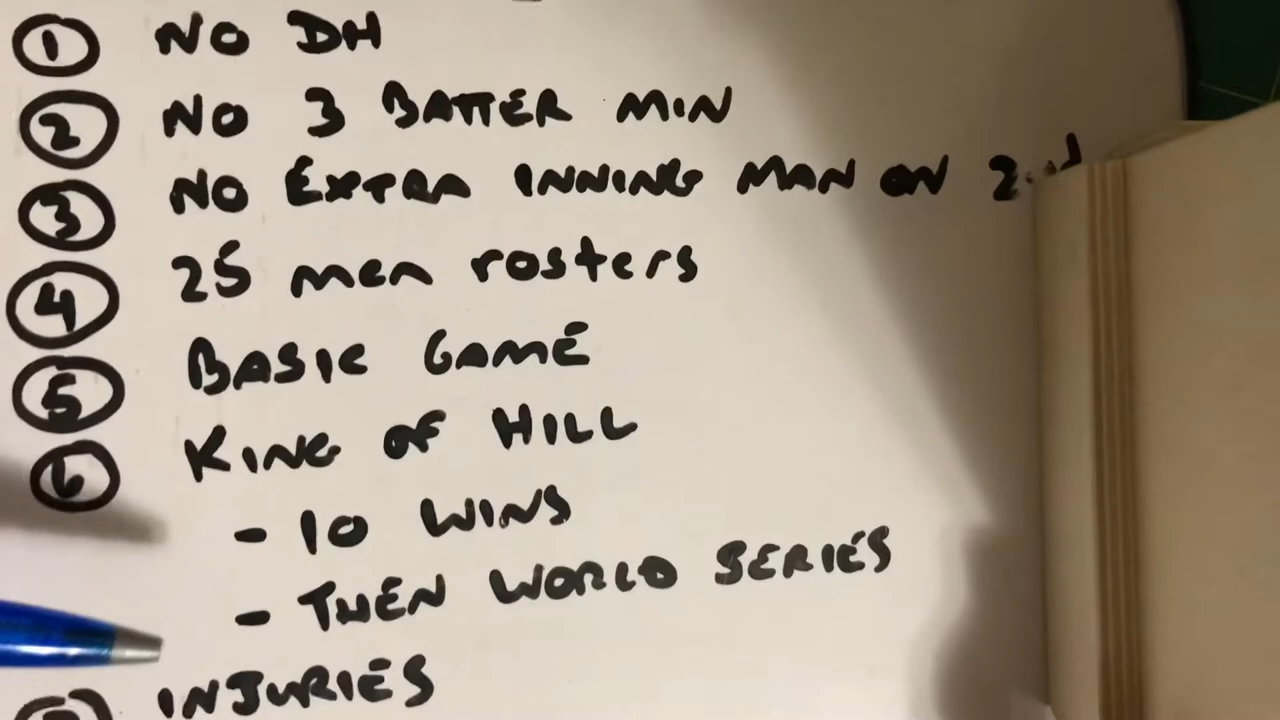 1 NO DH
2 NO 3 BATTER MIN
3 NO EXTRA INNING MAN ON 2nd
4 25 men rosters
5 BASIC GAME
6 KING OF HILL
- 10 WINS
- THEN WORLD SERIES
INJURIES